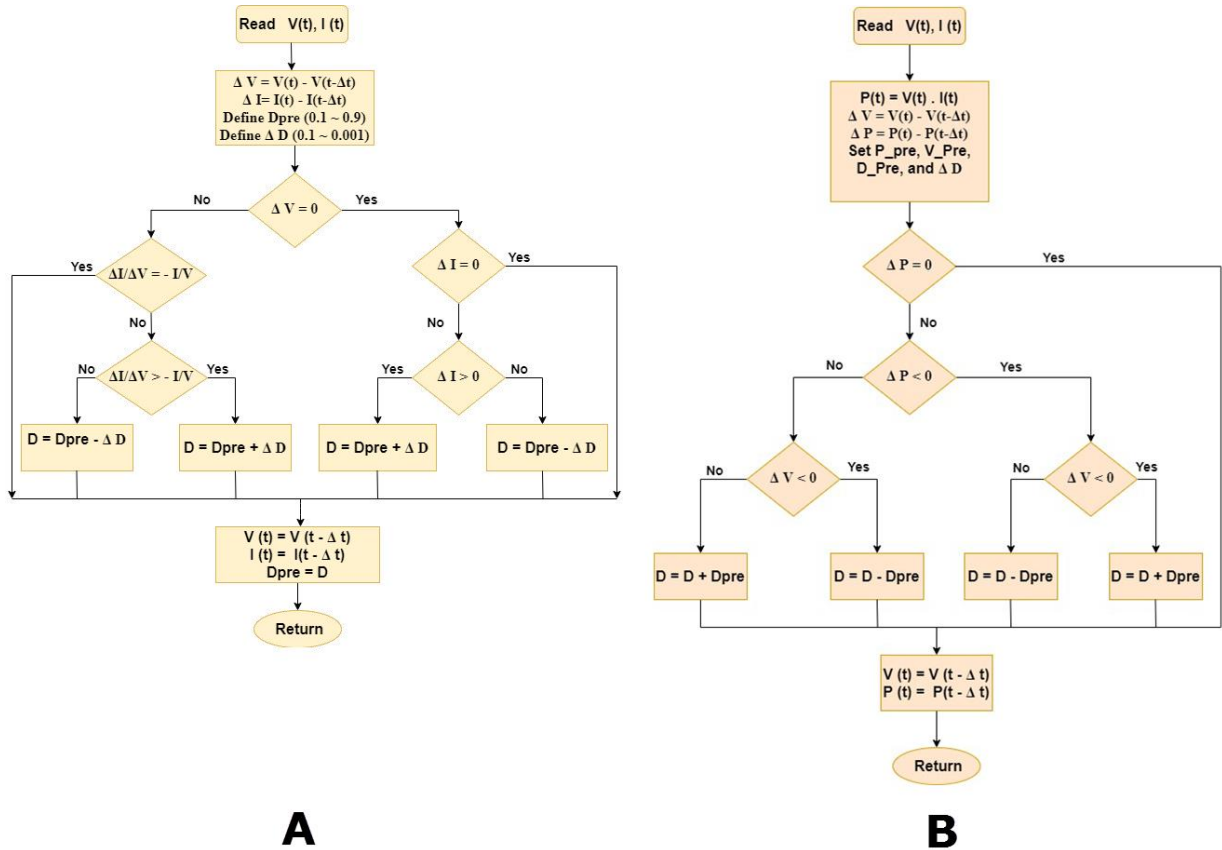 Read V(t), I (t)
Δ V = V(t) - V(t-Δt)
Δ I= I(t) - I(t-Δt)
Define Dpre (0.1 ~ 0.9)
Define Δ D (0.1 ~ 0.001)
Δ V = 0
No
Yes
ΔI/ΔV = - I/V
Yes
No
Δ I = 0
Yes
No
ΔI/ΔV > - I/V
No
Yes
Δ I > 0
Yes
No
D = Dpre - Δ D
D = Dpre + Δ D
D = Dpre + Δ D
D = Dpre - Δ D
V (t) = V (t - Δ t)
I (t) = I(t - Δ t)
Dpre = D
Return
A
Read V(t), I (t)
P(t) = V(t) . I(t)
Δ V = V(t) - V(t-Δt)
Δ P = P(t) - P(t-Δt)
Set P_pre, V_Pre,
D_Pre, and Δ D
Δ P = 0
Yes
No
Δ P < 0
No
Yes
Δ V < 0
No
Yes
Δ V < 0
No
Yes
D = D + Dpre
D = D - Dpre
D = D - Dpre
D = D + Dpre
V (t) = V (t - Δ t)
P (t) = P(t - Δ t)
Return
B